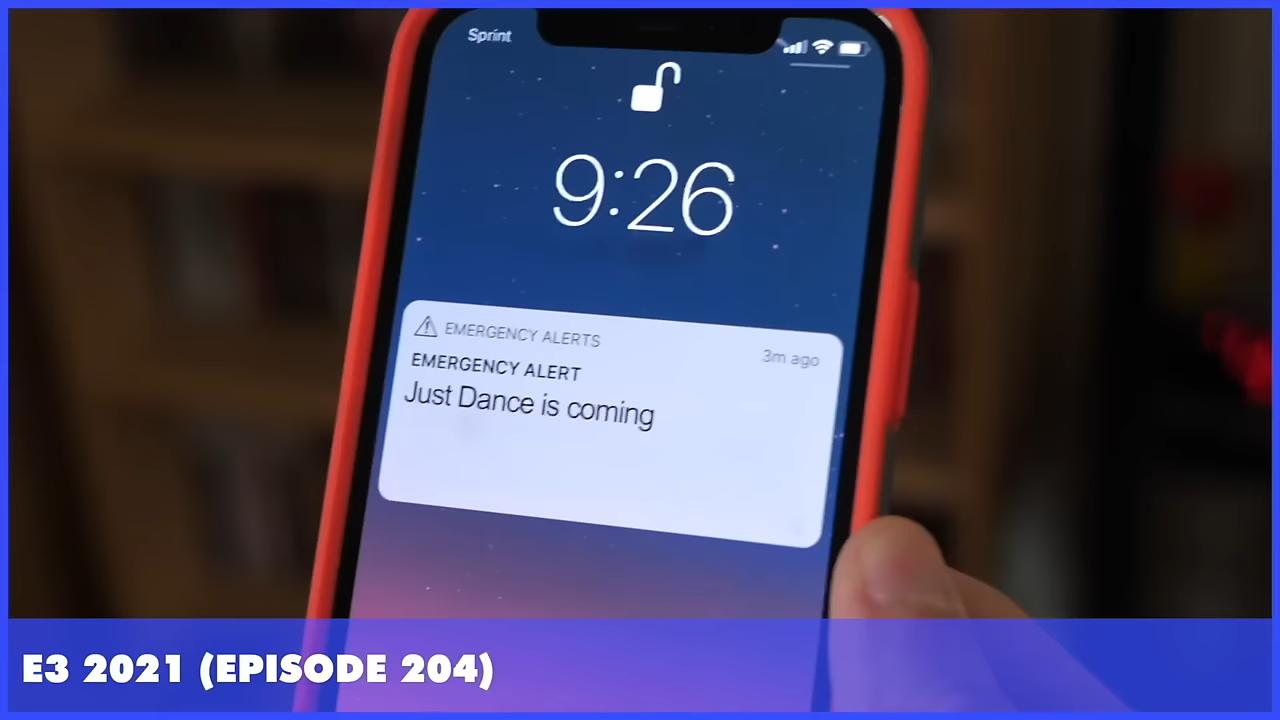 Sprint
9:26
EMERGENCY ALERTS
3m ago
EMERGENCY ALERT
Just Dance is coming
E3 2021 (EPISODE 204)